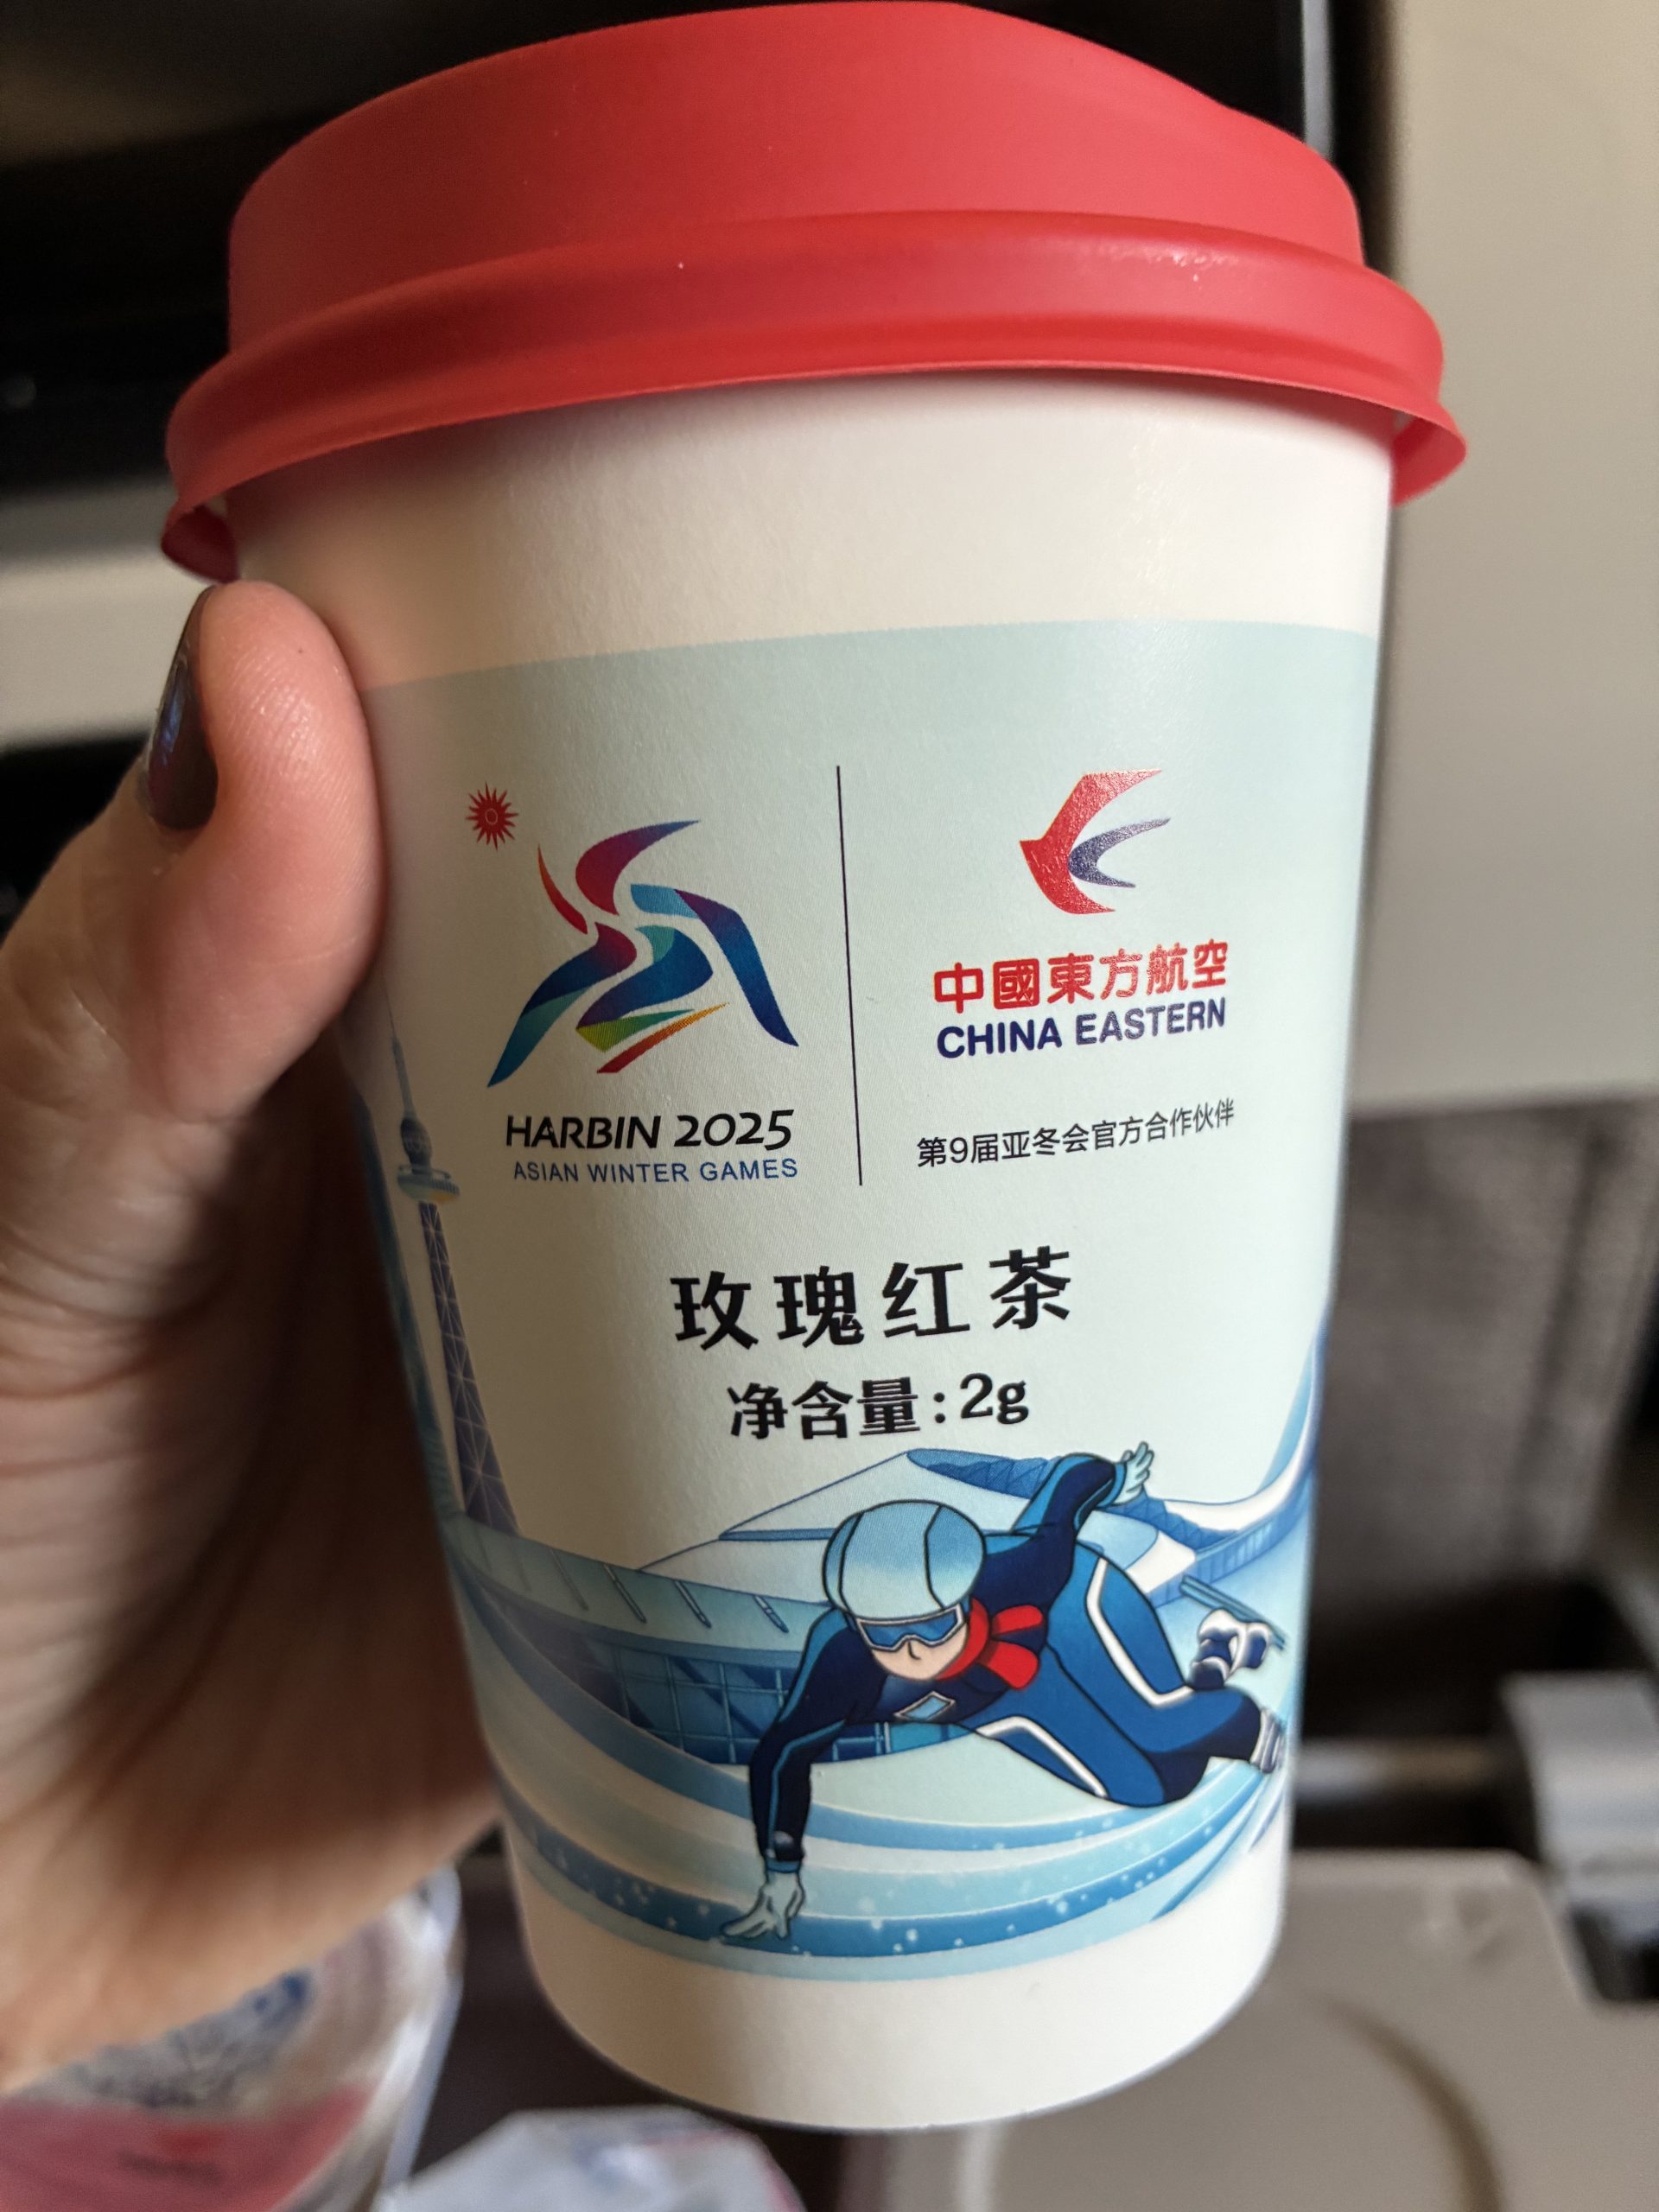 HARBIN 2025
ASIAN WINTER GAMES
中國東方航空
CHINA EASTERN
第9届亚冬会官方合作伙伴
玫瑰红茶
净含量:2g